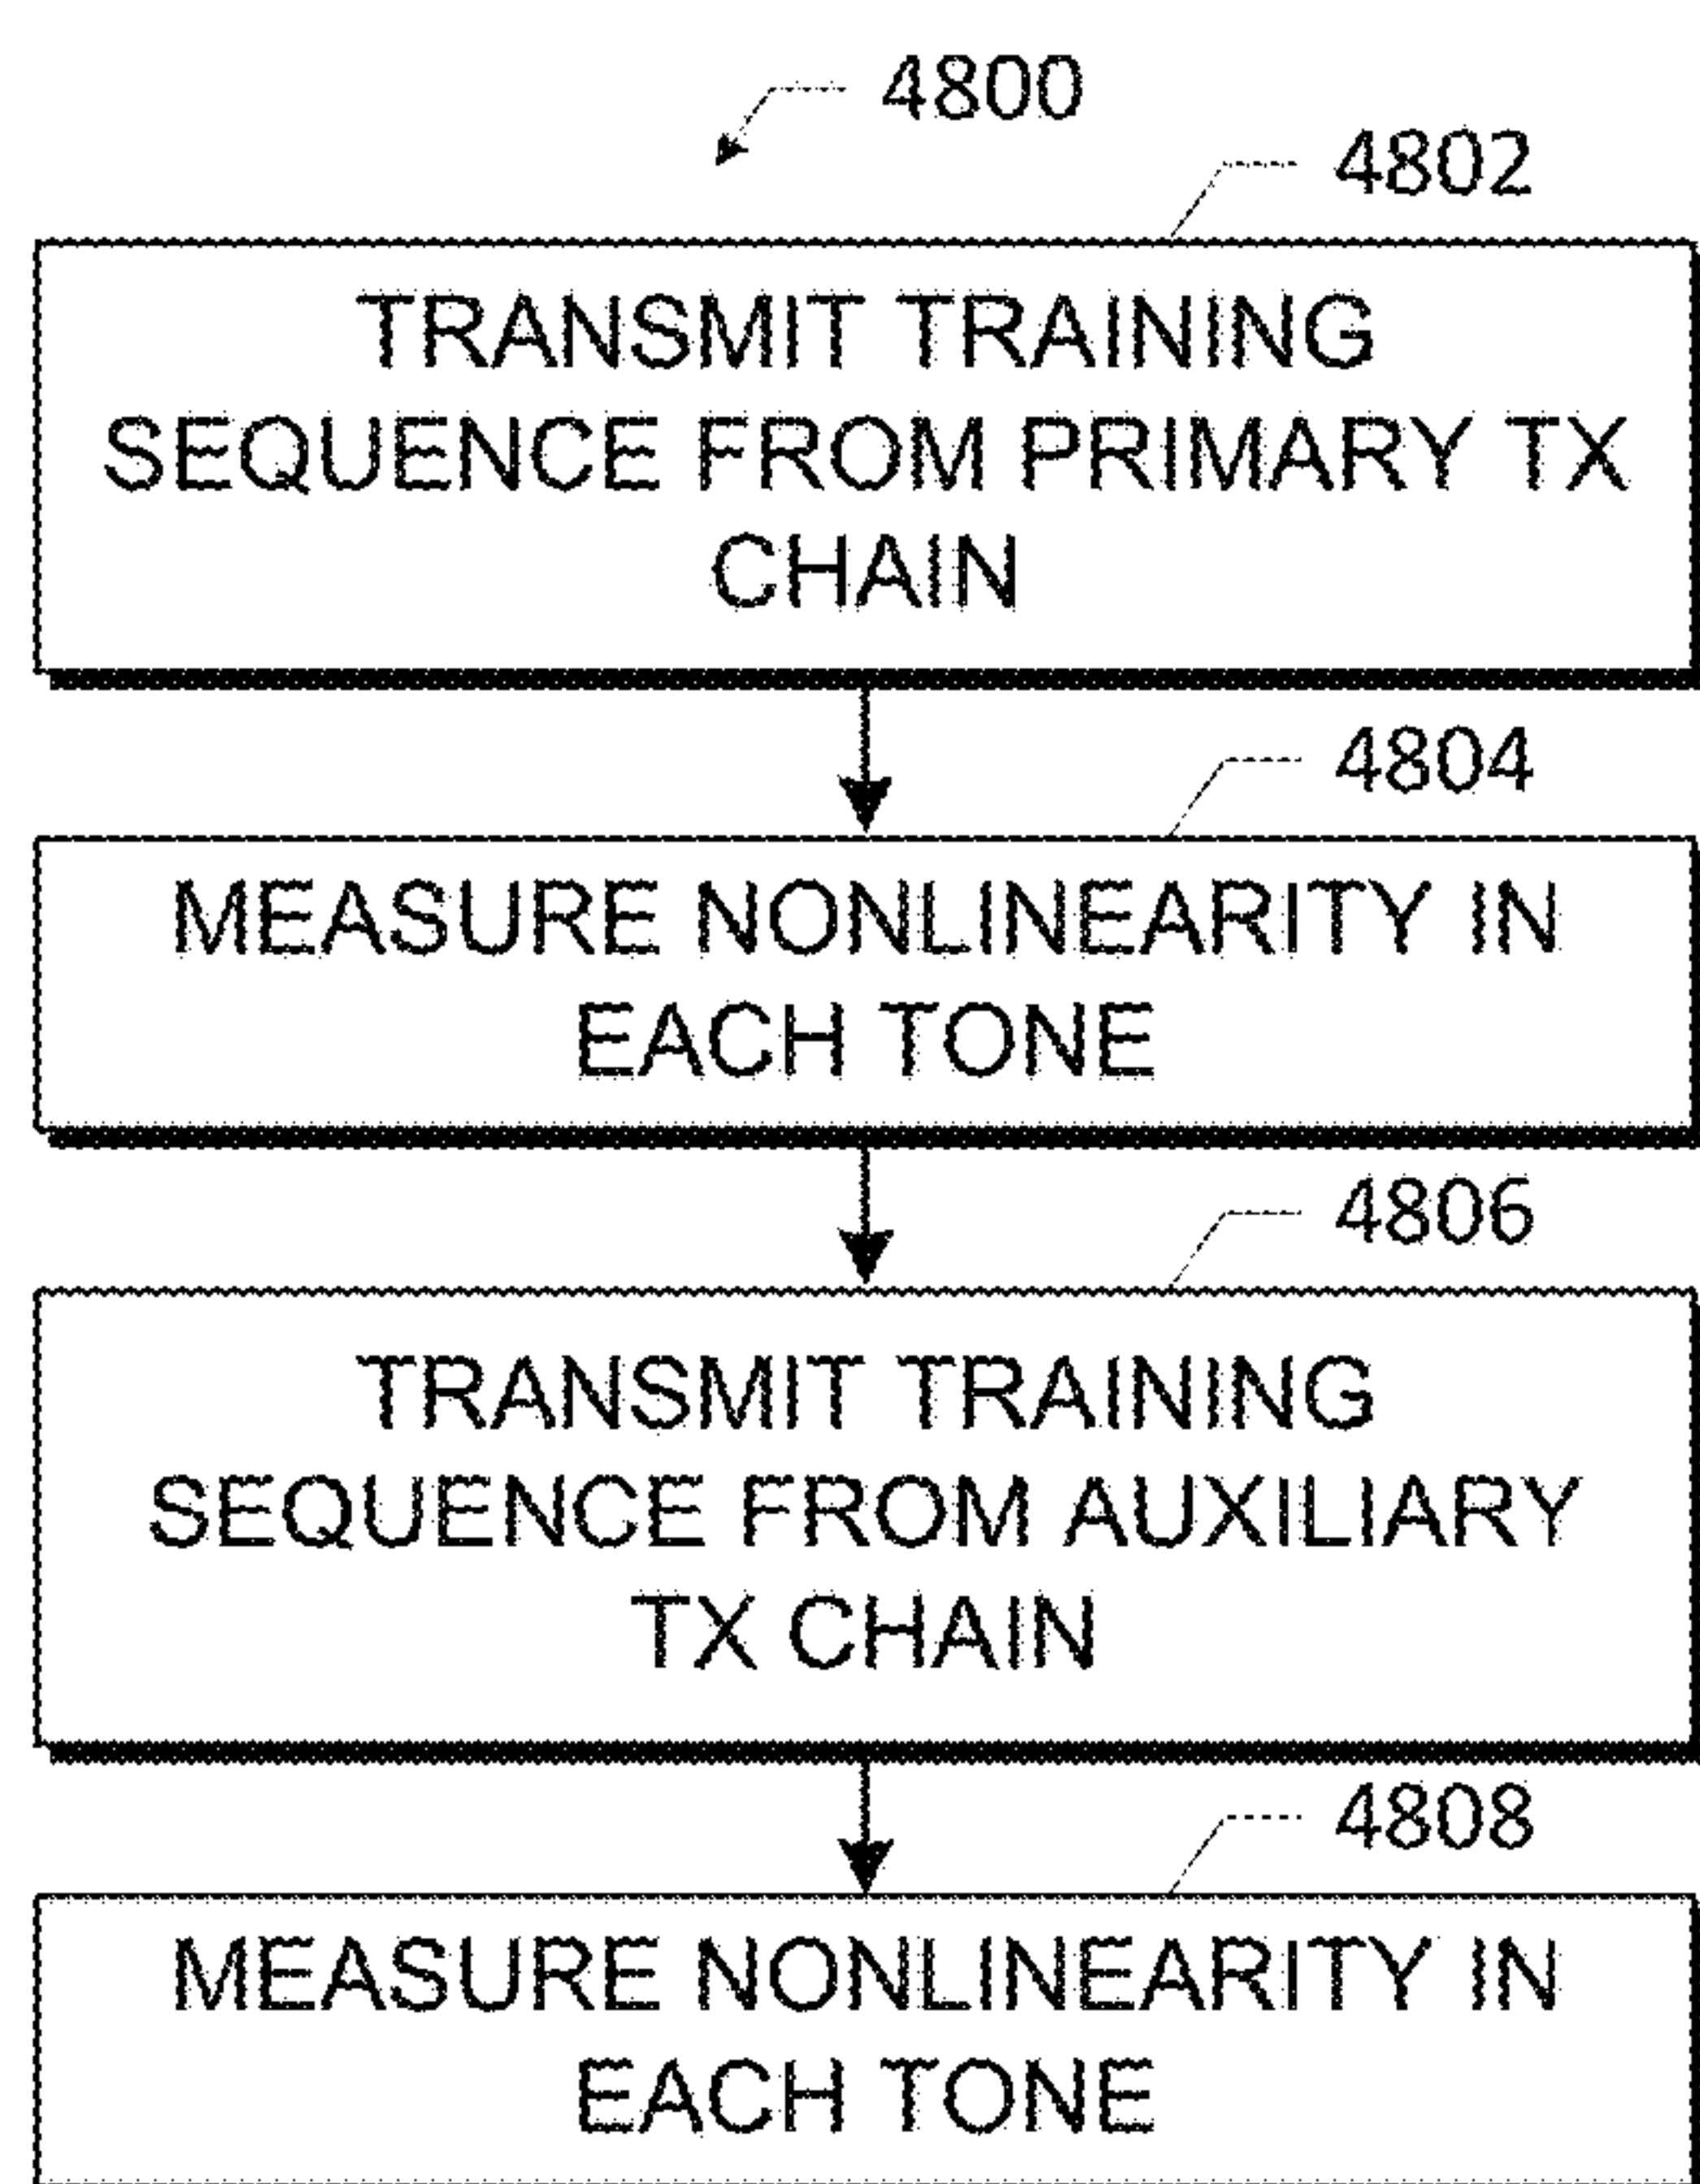 4800
4802
TRANSMIT TRAINING
SEQUENCE FROM PRIMARY TX
CHAIN
4804
MEASURE NONLINEARITY IN
EACH TONE
4806
TRANSMIT TRAINING
SEQUENCE FROM AUXILIARY
TX CHAIN
4808
MEASURE NONLINEARITY IN
EACH TONE